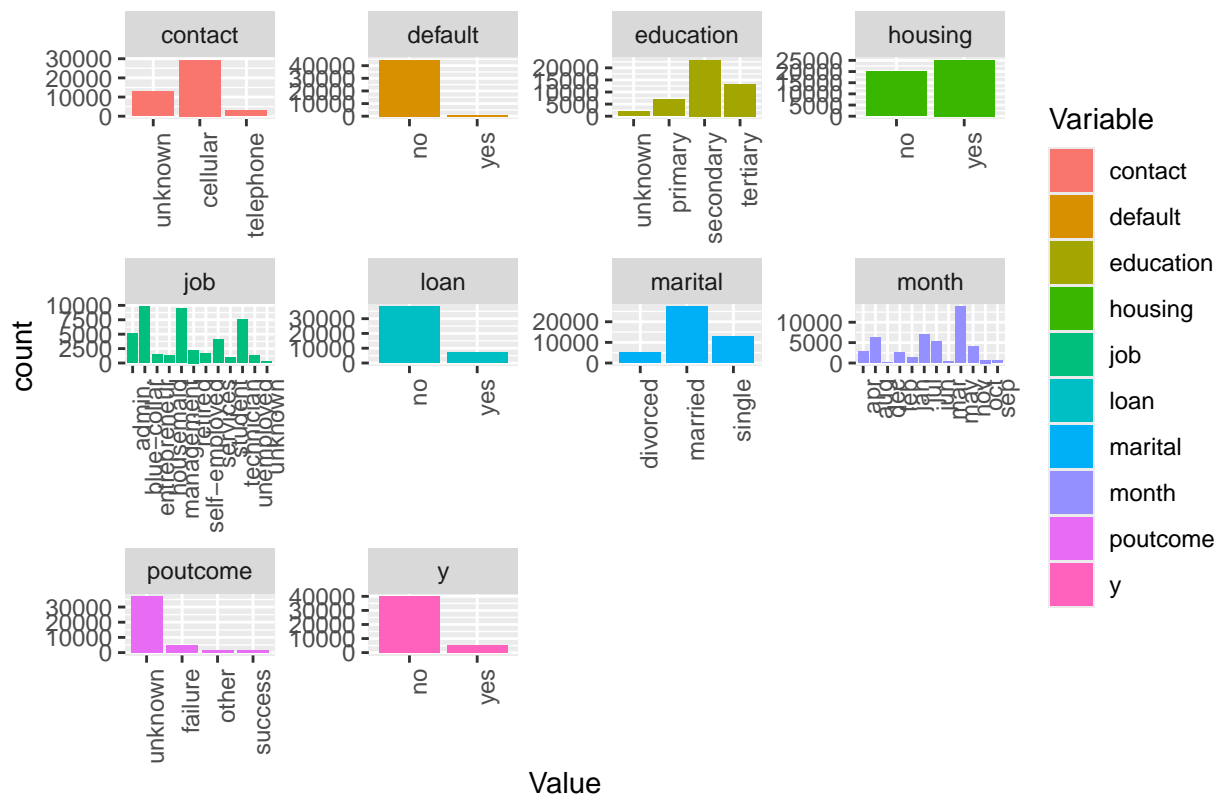 contact
default
education
housing
30000
20000
10000
0
40000
30000
20000
10000
0
20000
15000
10000
5000
0
25000
20000
15000
10000
5000
0
unknown
cellular
telephone
no
yes
unknown
primary
secondary
tertiary
no
yes
job
loan
marital
month
10000
7500
5000
2500
0
30000
20000
10000
0
20000
10000
0
10000
5000
0
admin.
blue−collar
entrepreneur
housemaid
management
retired
self−employed
services
student
technician
unemployed
unknown
no
yes
divorced
married
single
apr
aug
dec
feb
jan
jul
jun
mar
may
nov
oct
sep
poutcome
y
30000
20000
10000
0
40000
30000
20000
10000
0
unknown
failure
other
success
no
yes
count
Value
Variable
contact
default
education
housing
job
loan
marital
month
poutcome
y